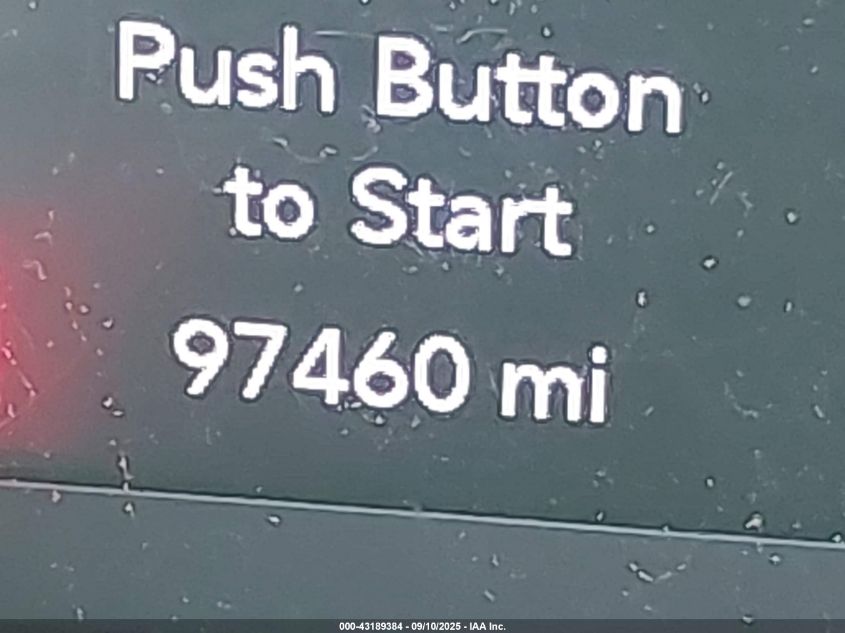 Push Button
to Start
97460 mi
000-43189384 - 09/10/2025 - IAA Inc.